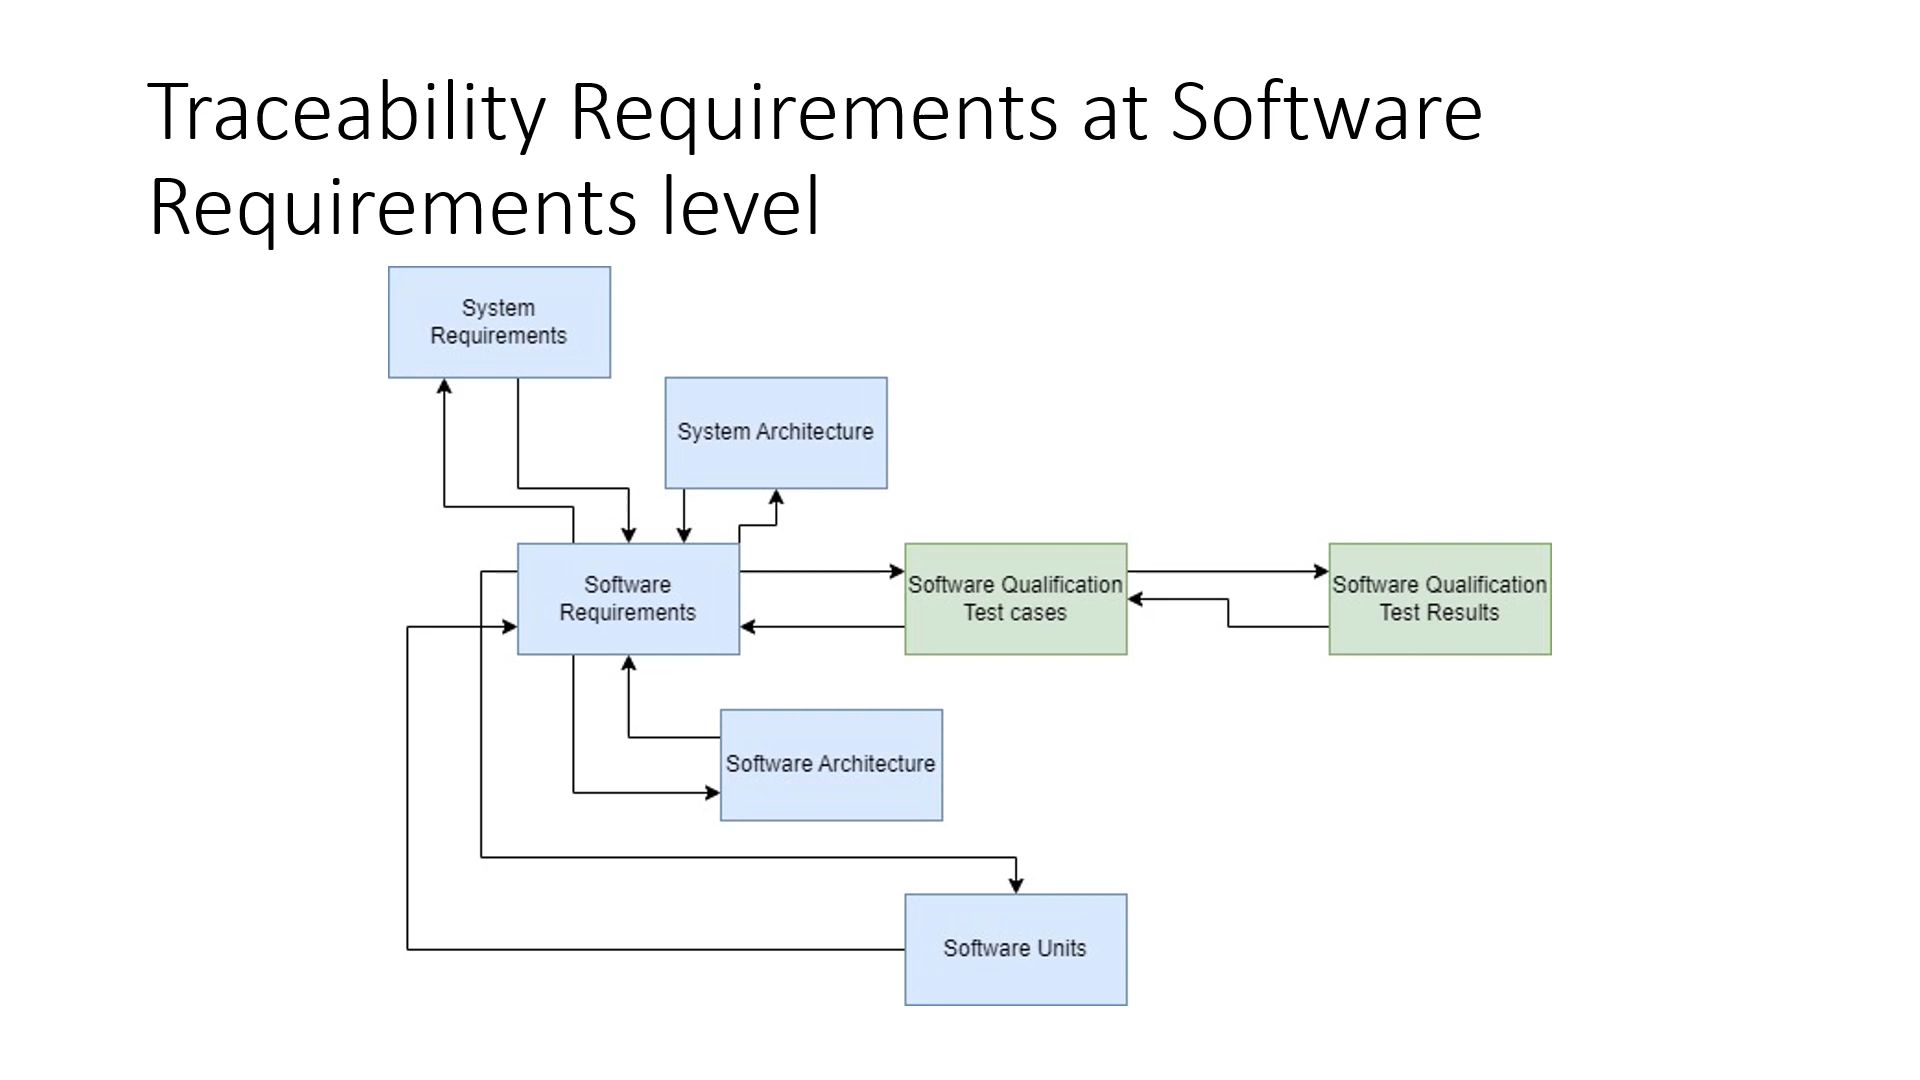 Traceability Requirements at Software
Requirements level
System
Requirements
System Architecture
Software
Requirements
Software Qualification
Test cases
Software Qualification
Test Results
Software Architecture
Software Units